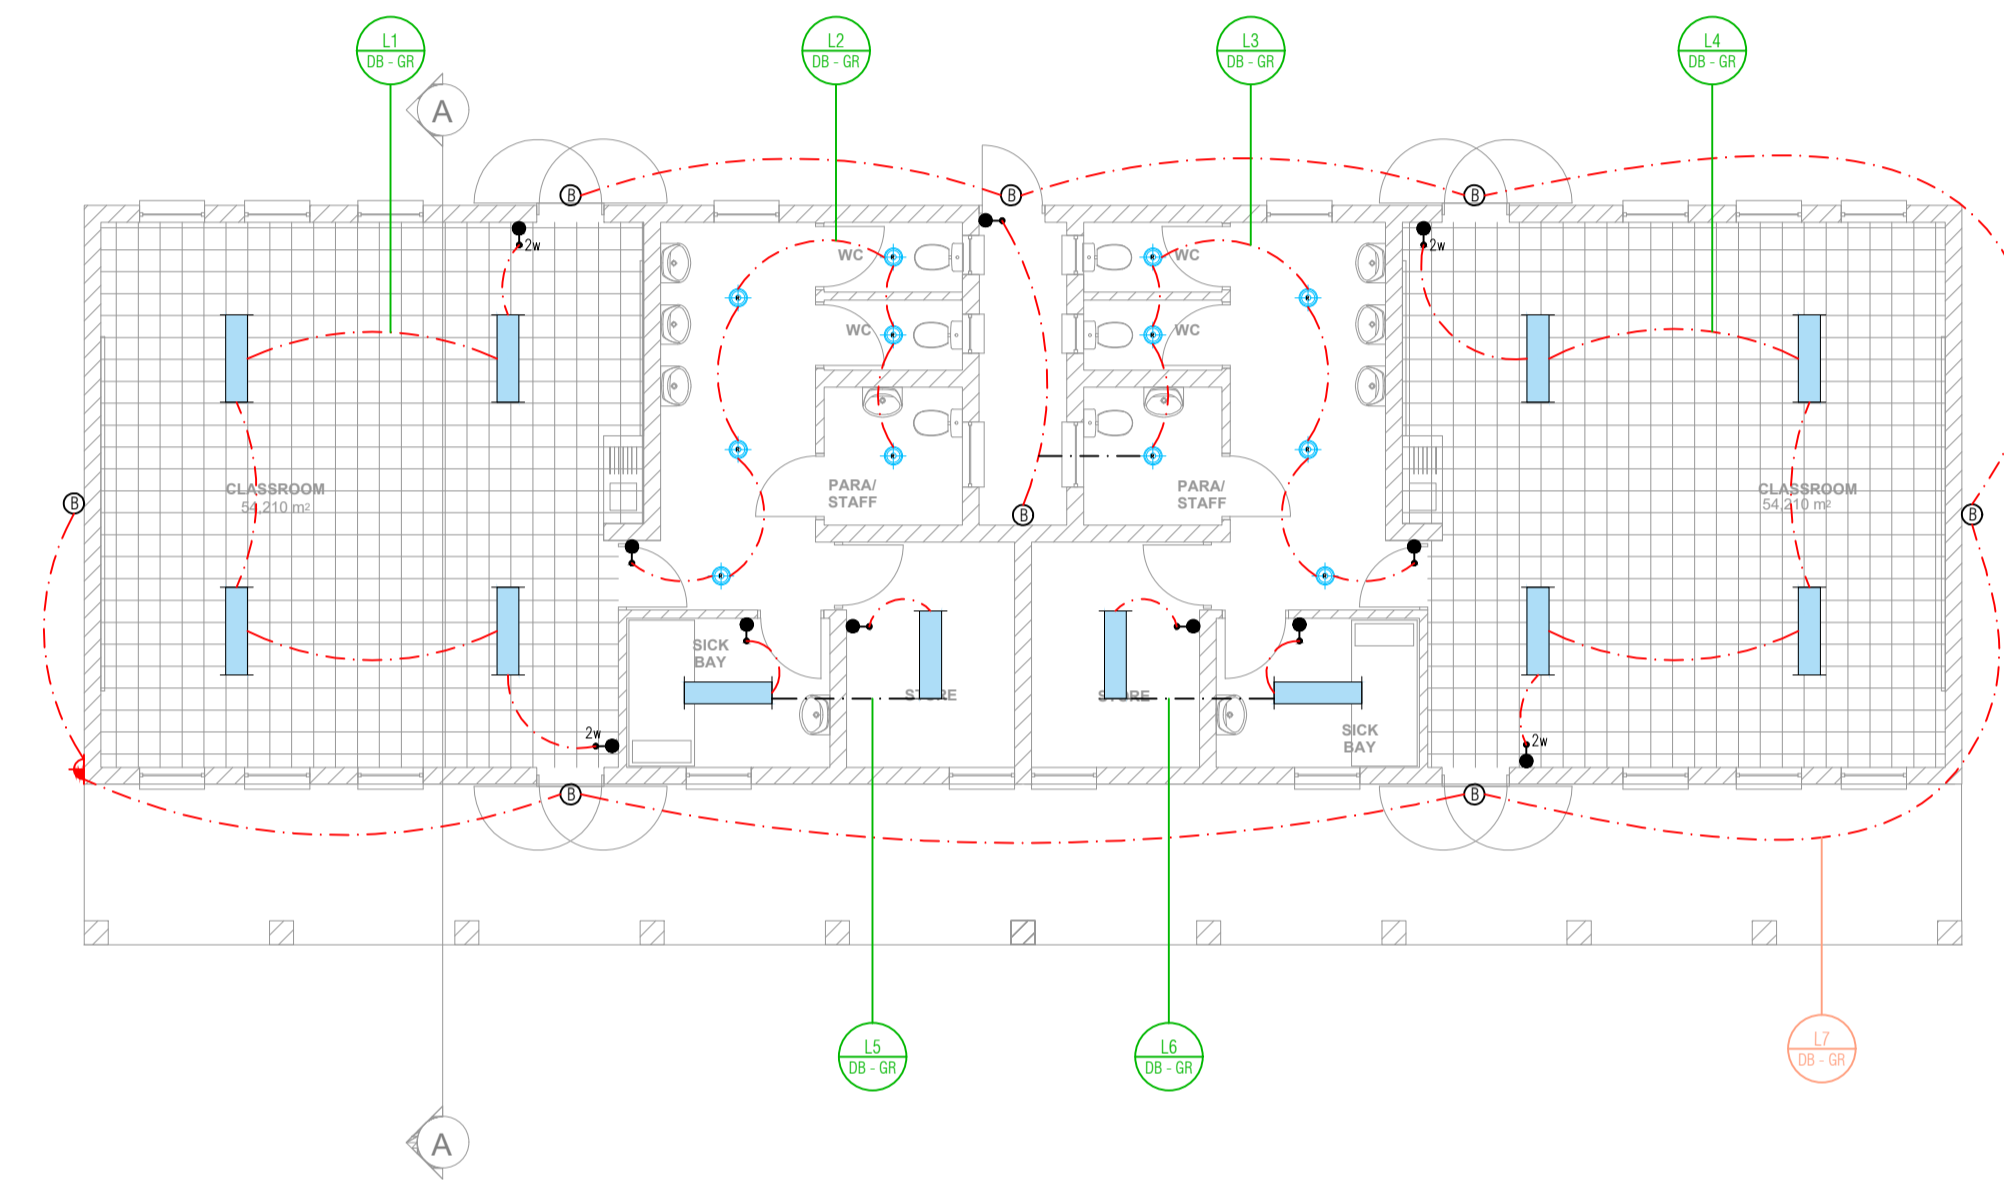 L1
DB - GR
L2
DB - GR
L3
DB - GR
L4
DB - GR
A
B
B
B
2w
2w
WC
WC
WC
WC
CLASSROOM
54,210 m²
PARA/
STAFF
PARA/
STAFF
CLASSROOM
54,210 m²
B
B
B
SICK
BAY
STORE
STORE
SICK
BAY
2w
2w
B
B
L5
DB - GR
L6
DB - GR
L7
DB - GR
A